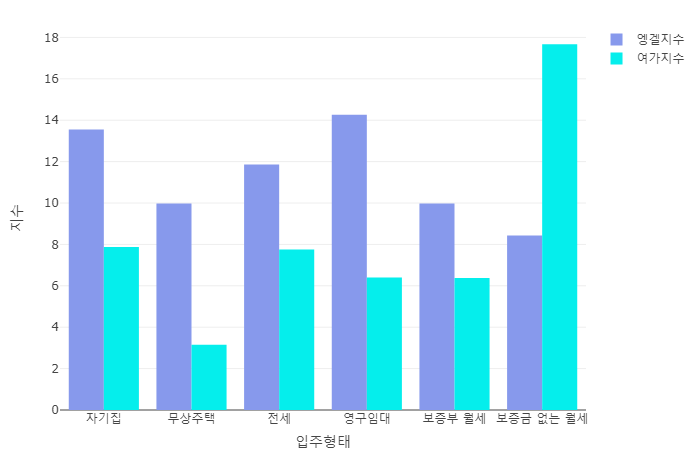 18
16
14
12
10
8
6
4
2
0
지수
자기집
무상주택
전세
영구임대
보증부 월세
보증금 없는 월세
입주형태
엥겔지수
여가지수